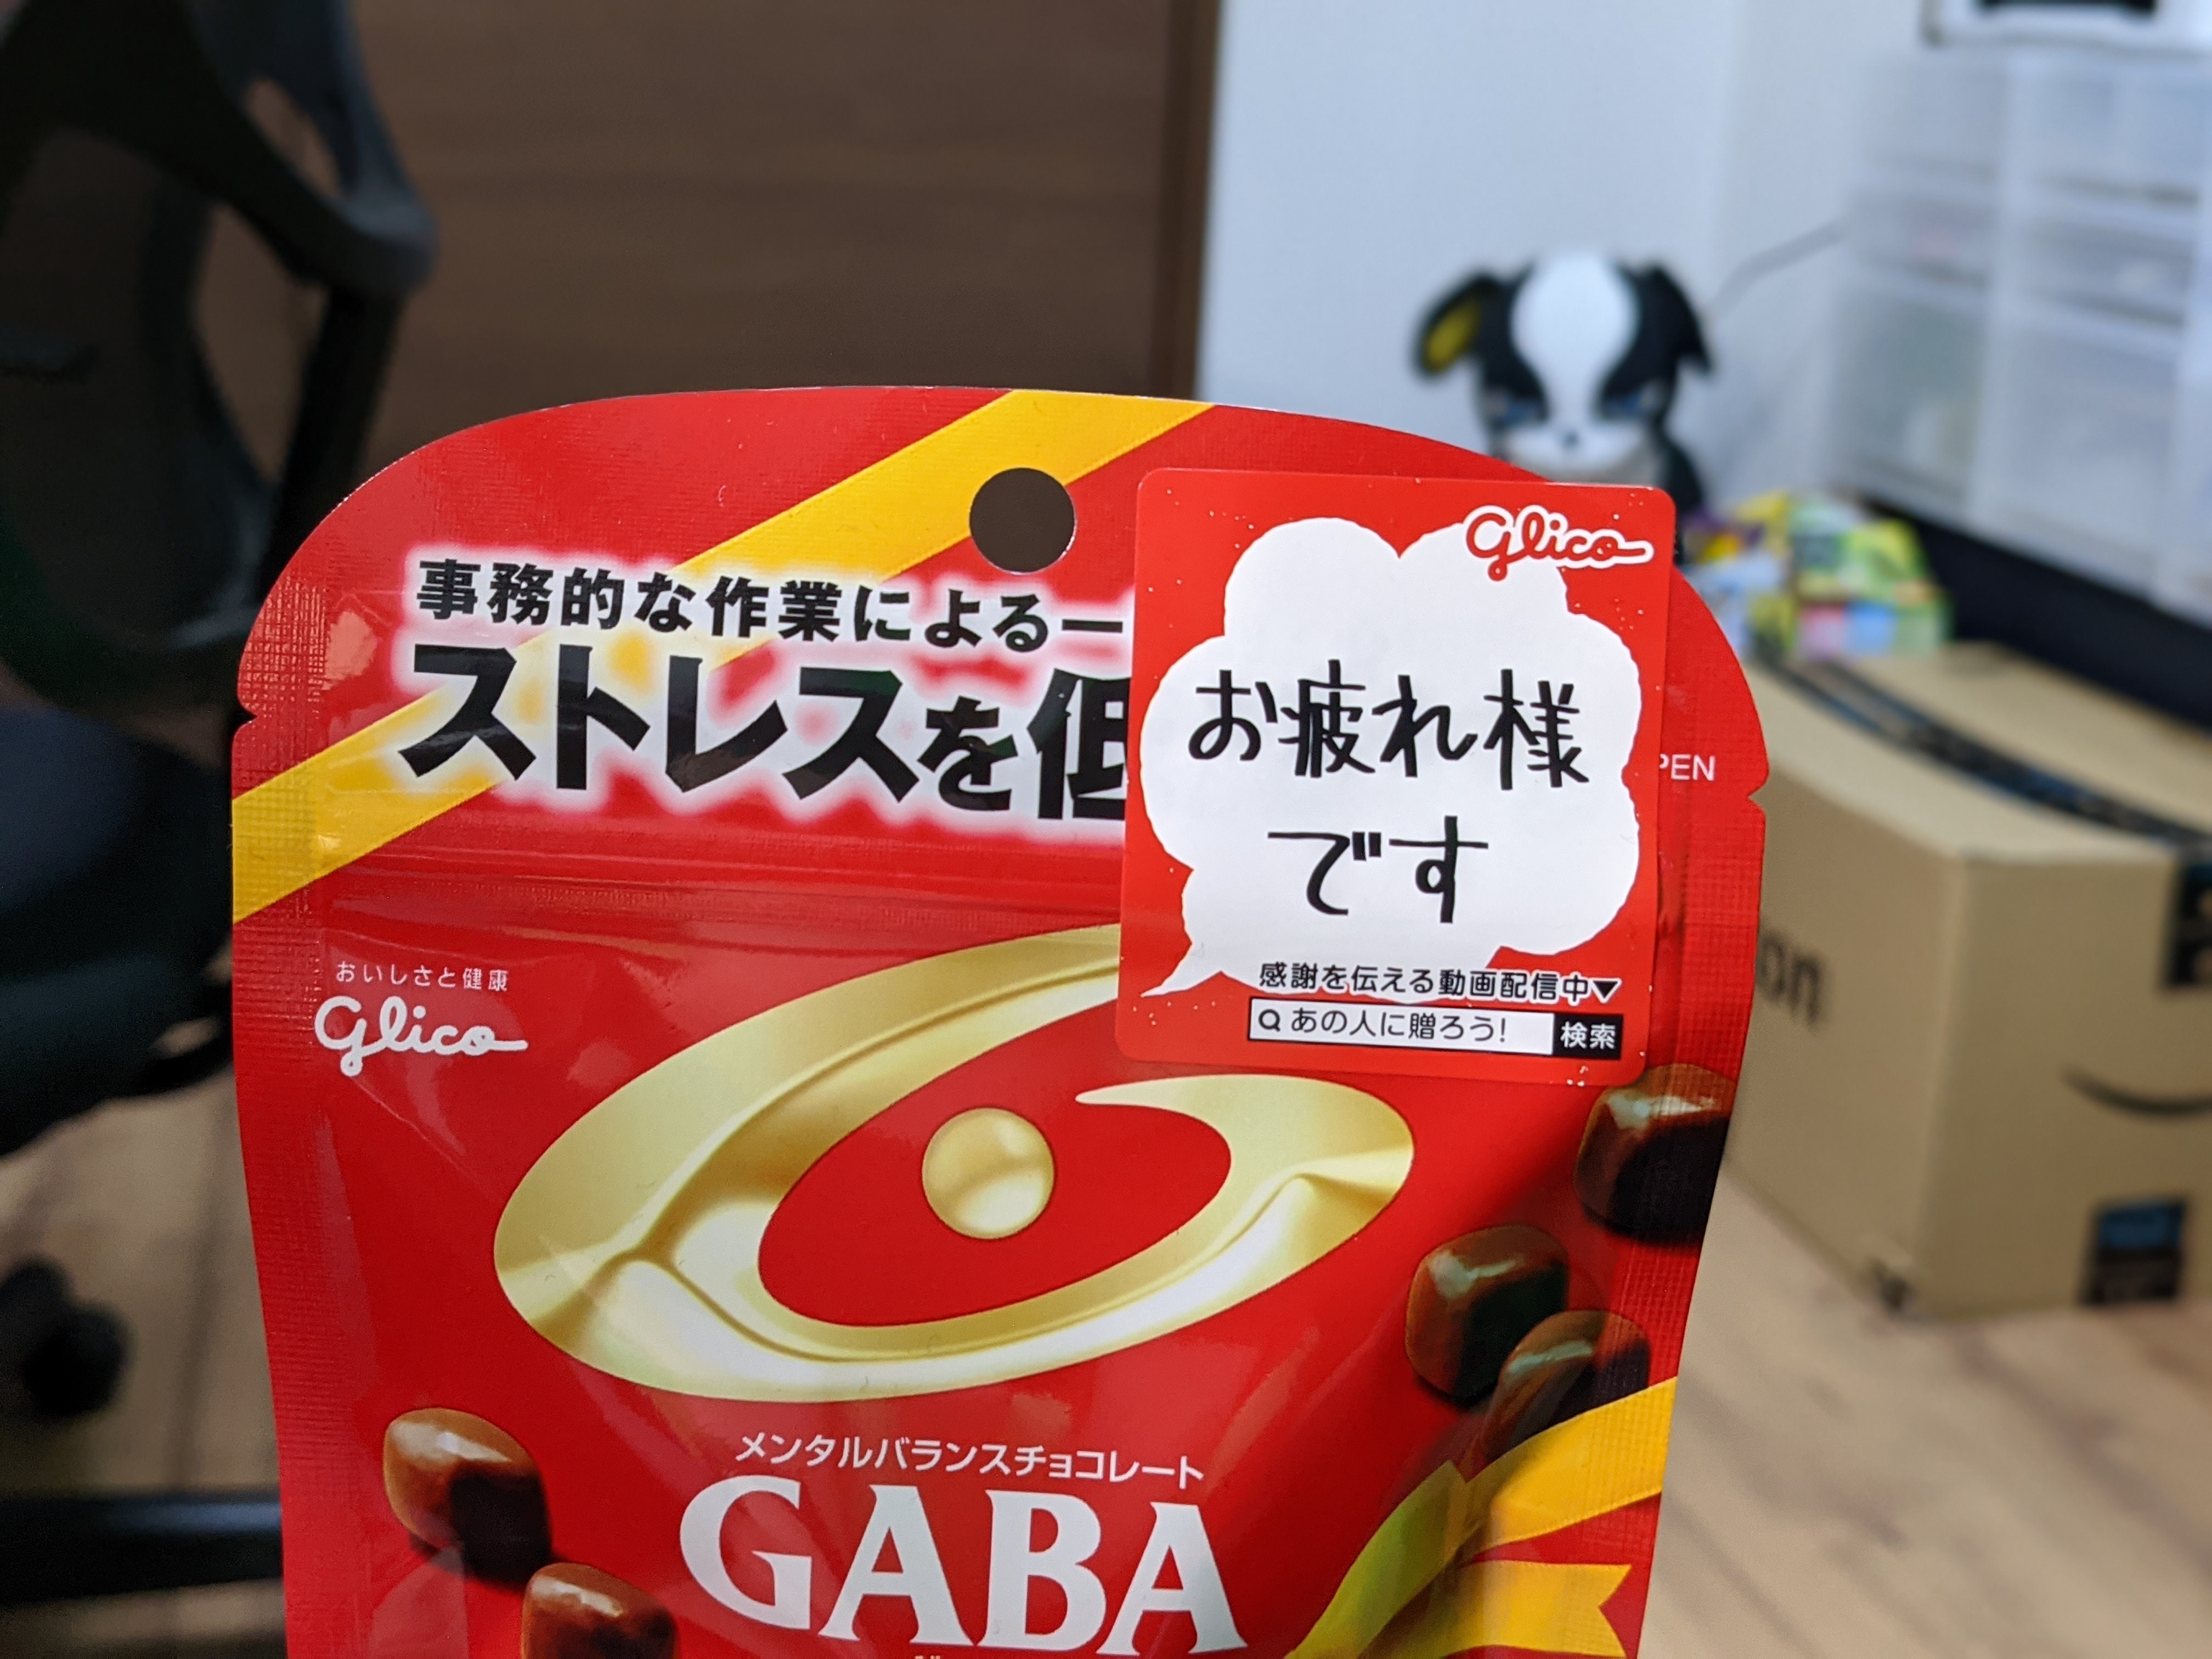 事務的な作業による一
ストレスを低
Glico
お疲れ様
です
感謝を伝える動画配信中▼
あの人に贈ろう! 検索
PEN
おいしさと健康
Glico
メンタルバランスチョコレート
GABA
on